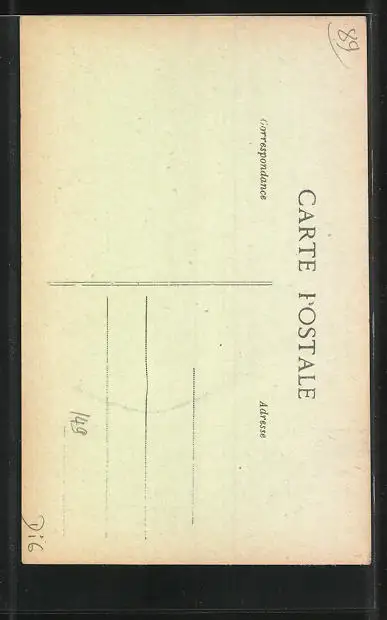 89
CARTE POSTALE
Correspondance
Adresse
149
Di6